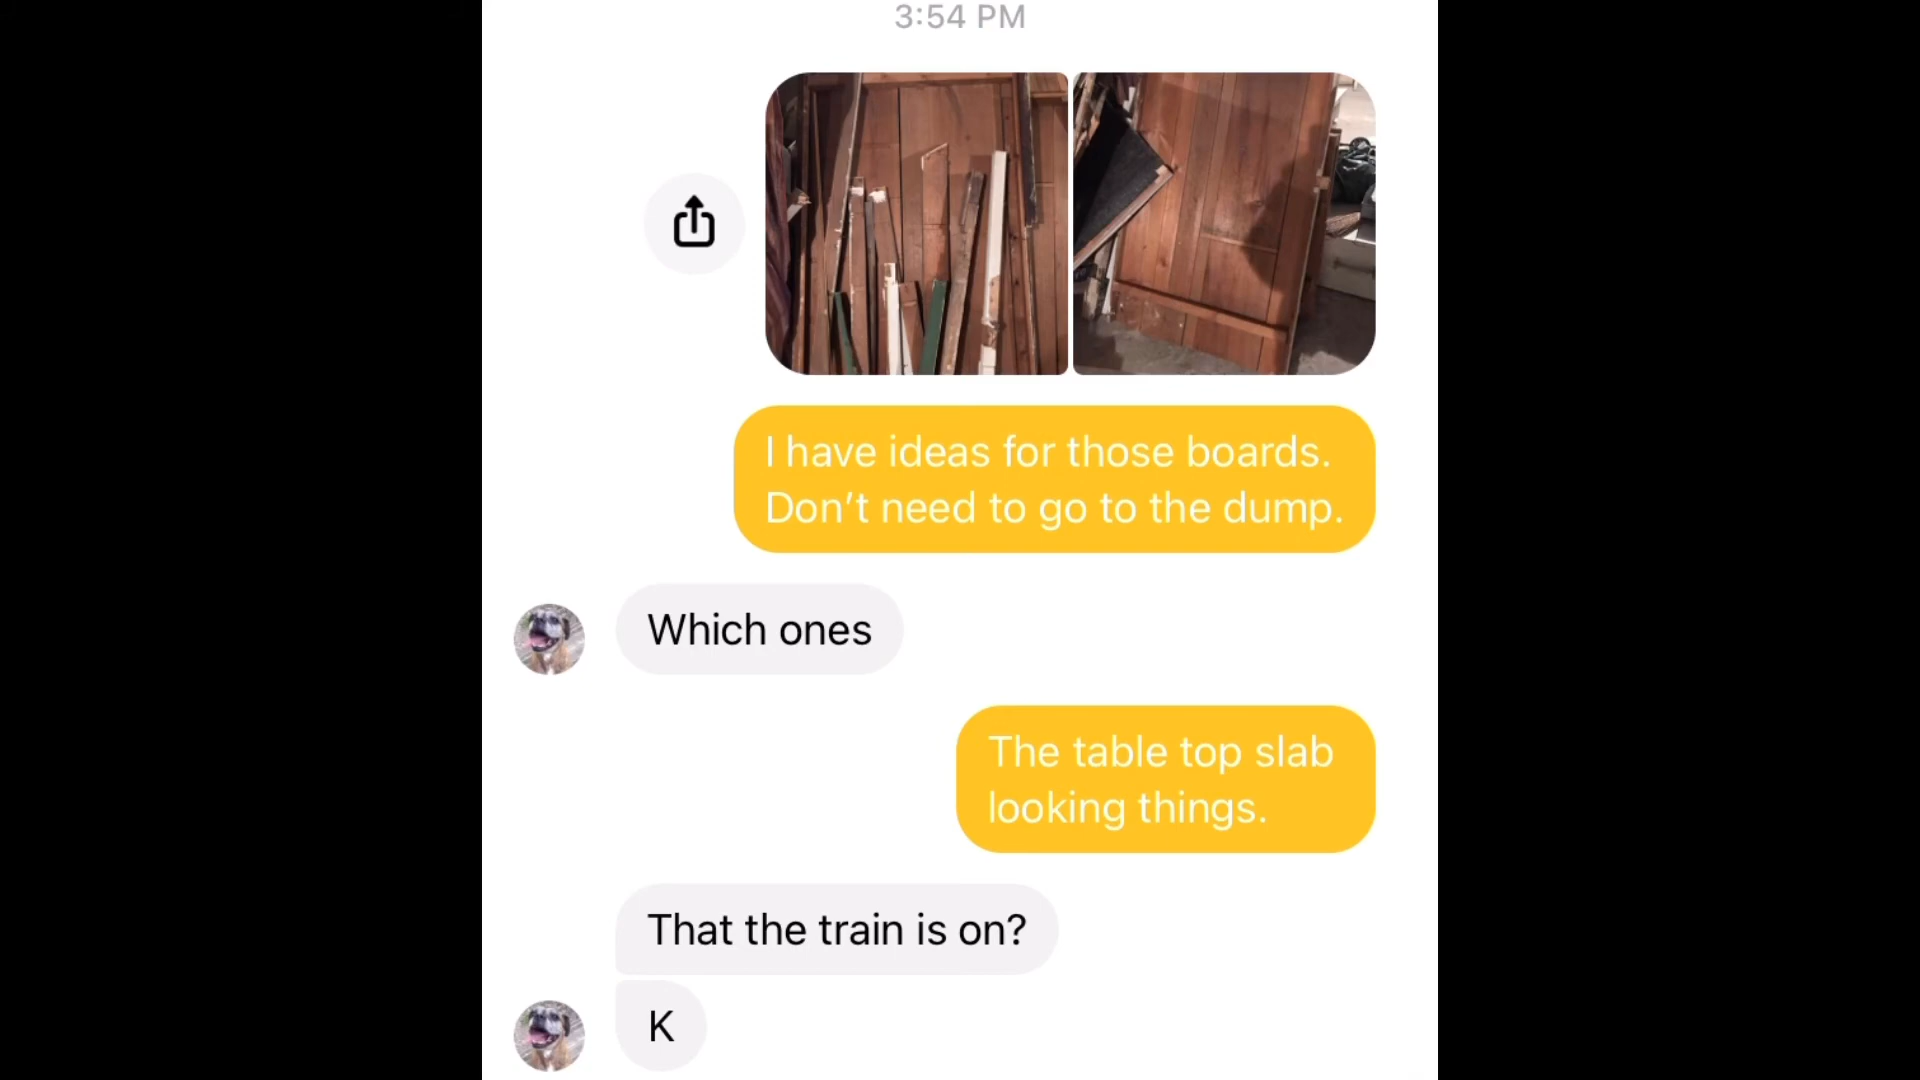 3:54 PM
I have ideas for those boards.
Don’t need to go to the dump.
Which ones
The table top slab
looking things.
That the train is on?
K